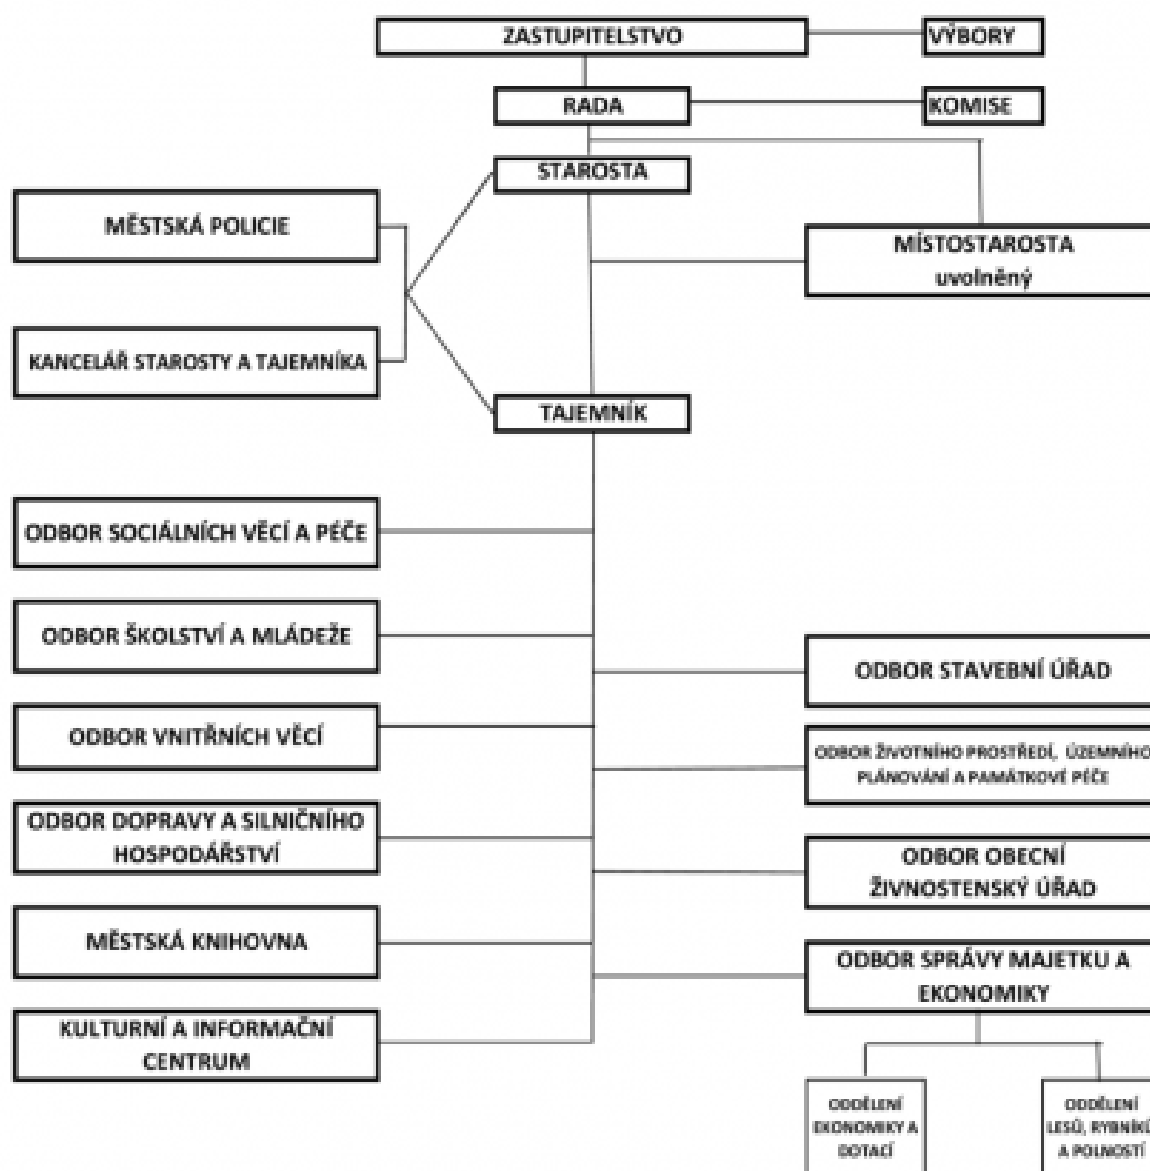 ZASTUPITELSTVO
VÝBORY
RADA
KOMISE
STAROSTA
MĚSTSKÁ POLICIE
MÍSTOSTAROSTA
uvolněný
KANCELÁŘ STAROSTY A TAJEMNÍKA
TAJEMNÍK
ODBOR SOCIÁLNÍCH VĚCÍ A PÉČE
ODBOR ŠKOLSTVÍ A MLÁDEŽE
ODBOR STAVEBNÍ ÚŘAD
ODBOR VNITŘNÍCH VĚCÍ
ODBOR ŽIVOTNÍHO PROSTŘEDÍ, ÚZEMNÍHO
PLÁNOVÁNÍ A PAMÁTKOVÉ PÉČE
ODBOR DOPRAVY A SILNIČNÍHO
HOSPODÁŘSTVÍ
ODBOR OBECNÍ
ŽIVNOSTENSKÝ ÚŘAD
MĚSTSKÁ KNIHOVNA
ODBOR SPRÁVY MAJETKU A
EKONOMIKY
KULTURNÍ A INFORMAČNÍ
CENTRUM
ODDĚLENÍ
EKONOMIKY A
DOTACÍ
ODDĚLENÍ
LESŮ, RYBNÍKŮ
A POLNOSTÍ